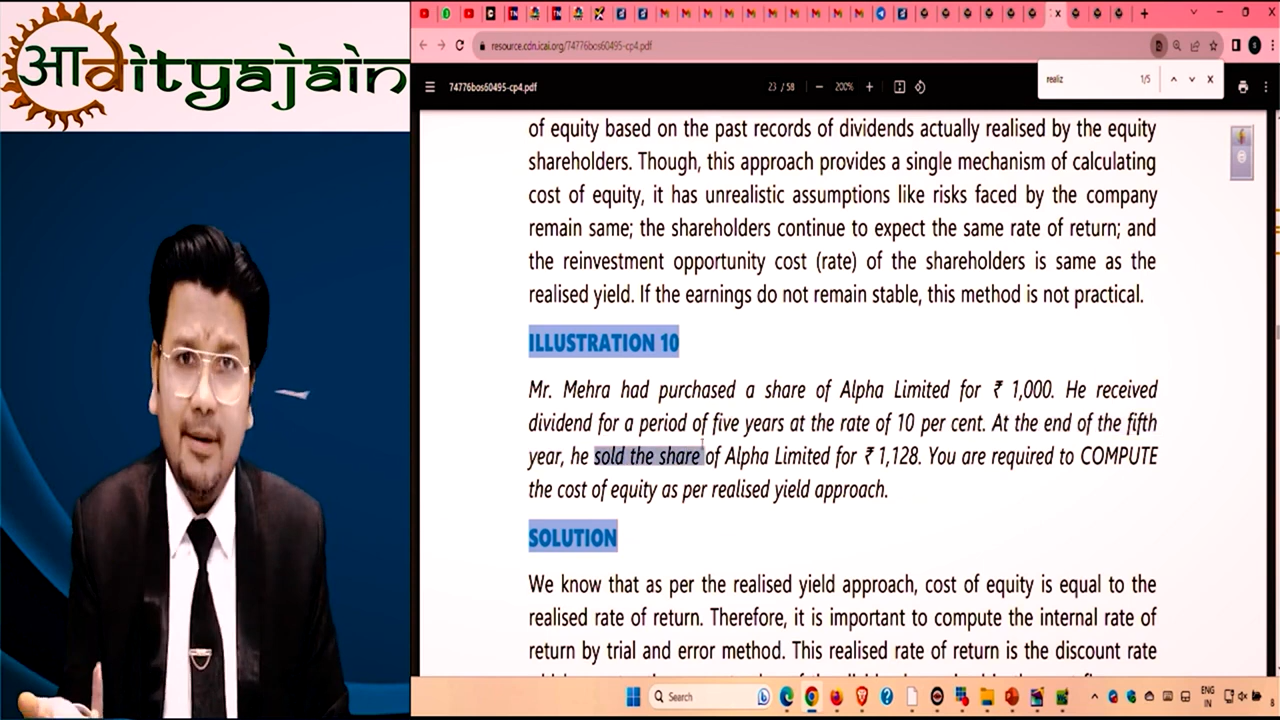 आdityajain
resource.cdn.icai.org/74776bos60495-cp4.pdf
realiz 1/5
74776bos60495-cp4.pdf 23 / 58 200%
of equity based on the past records of dividends actually realised by the equity
shareholders. Though, this approach provides a single mechanism of calculating
cost of equity, it has unrealistic assumptions like risks faced by the company
remain same; the shareholders continue to expect the same rate of return; and
the reinvestment opportunity cost (rate) of the shareholders is same as the
realised yield. If the earnings do not remain stable, this method is not practical.
ILLUSTRATION 10
Mr. Mehra had purchased a share of Alpha Limited for ₹ 1,000. He received
dividend for a period of five years at the rate of 10 per cent. At the end of the fifth
year, he sold the share of Alpha Limited for ₹ 1,128. You are required to COMPUTE
the cost of equity as per realised yield approach.
SOLUTION
We know that as per the realised yield approach, cost of equity is equal to the
realised rate of return. Therefore, it is important to compute the internal rate of
return by trial and error method. This realised rate of return is the discount rate
Search
ENG
IN